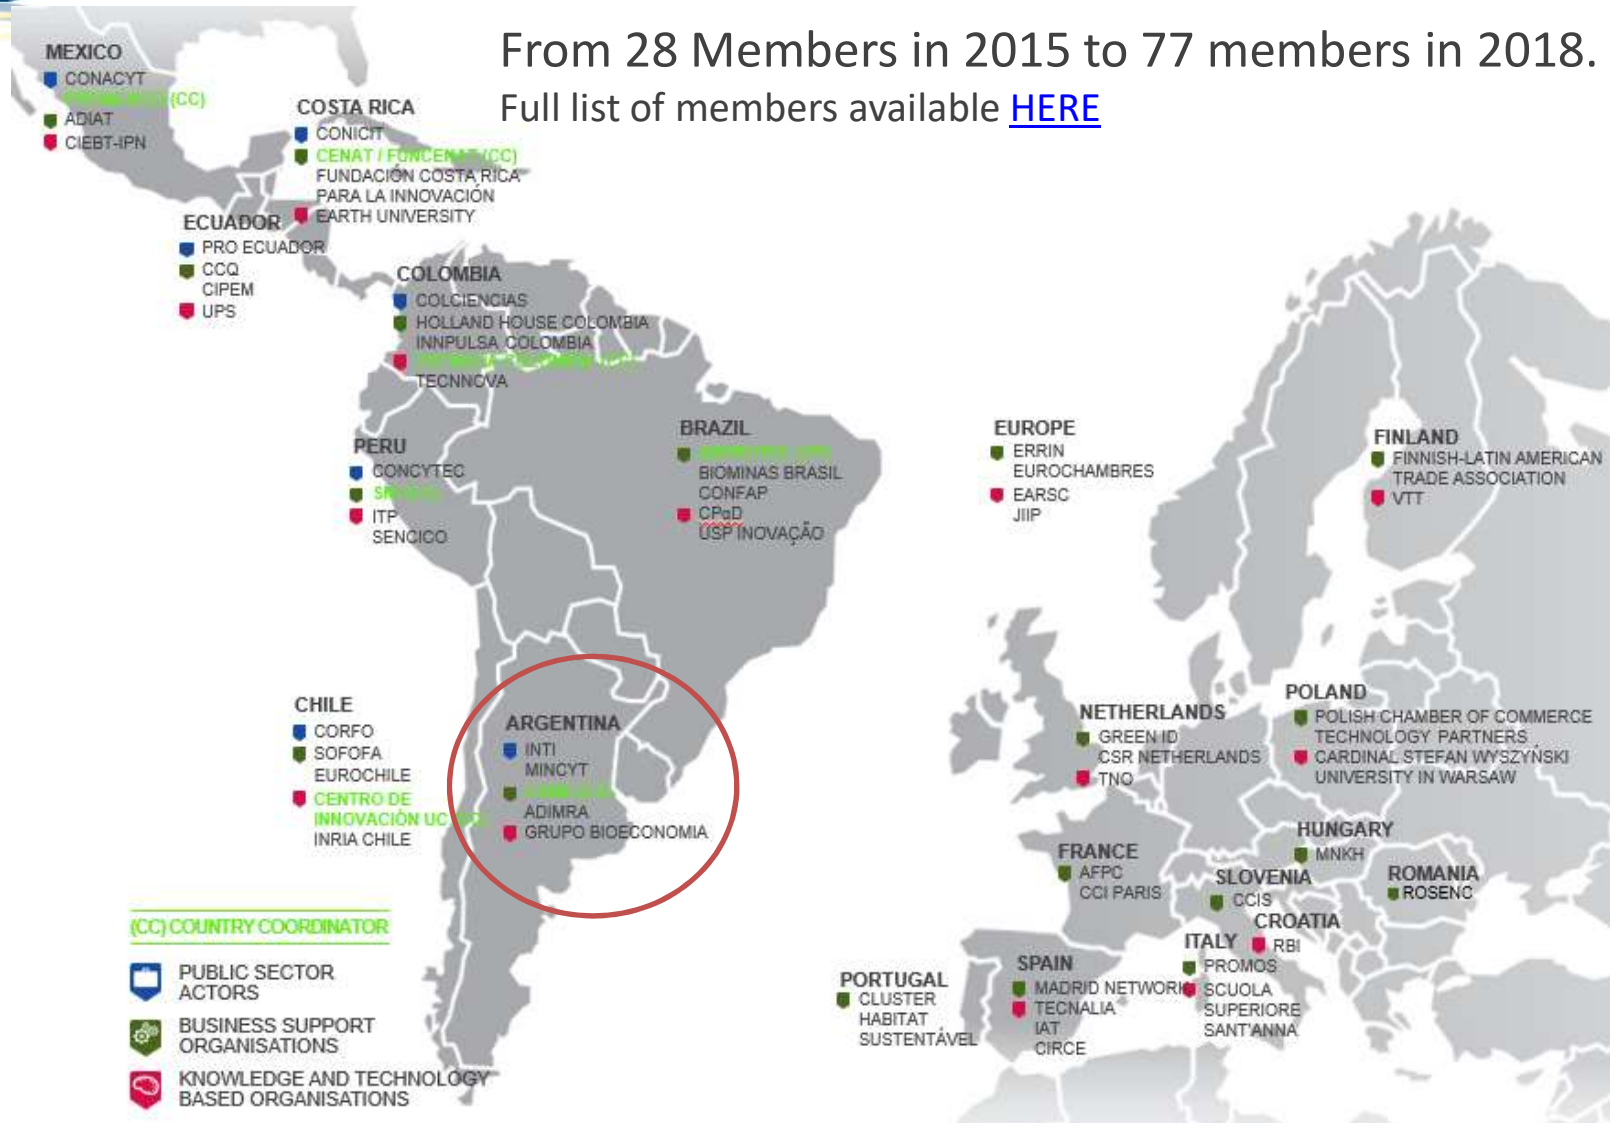 From 28 Members in 2015 to 77 members in 2018.
Full list of members available HERE
MEXICO
CONACYT
(CC)
ADIAT
CIEBT-IPN
COSTA RICA
CONICIT
CENAT / FUNCENAT (CC)
FUNDACIÓN COSTA RICA
PARA LA INNOVACIÓN
EARTH UNIVERSITY
ECUADOR
PRO ECUADOR
CCQ
CIPEM
UPS
COLOMBIA
COLCIENCIAS
HOLLAND HOUSE COLOMBIA
INNPULSA COLOMBIA
TECNNOVA
PERU
CONCYTEC
ITP
SENCICO
BRAZIL
BIOMINAS BRASIL
CONFAP
CPqD
USP INOVAÇÃO
CHILE
CORFO
SOFOFA
EUROCHILE
CENTRO DE
INNOVACIÓN UC
INRIA CHILE
ARGENTINA
INTI
MINCYT
ADIMRA
GRUPO BIOECONOMIA
EUROPE
ERRIN
EUROCHAMBRES
EARSC
JIIP
FINLAND
FINNISH-LATIN AMERICAN
TRADE ASSOCIATION
VTT
NETHERLANDS
GREEN ID
CSR NETHERLANDS
TNO
POLAND
POLISH CHAMBER OF COMMERCE
TECHNOLOGY PARTNERS
CARDINAL STEFAN WYSZYŃSKI
UNIVERSITY IN WARSAW
HUNGARY
MNKH
FRANCE
AFPC
CCI PARIS
SLOVENIA
CCIS
ROMANIA
ROSENC
CROATIA
RBI
ITALY
PROMOS
SCUOLA
SUPERIORE
SANT'ANNA
SPAIN
MADRID NETWORK
TECNALIA
IAT
CIRCE
PORTUGAL
CLUSTER
HABITAT
SUSTENTÁVEL
(CC) COUNTRY COORDINATOR
PUBLIC SECTOR
ACTORS
BUSINESS SUPPORT
ORGANISATIONS
KNOWLEDGE AND TECHNOLOGY
BASED ORGANISATIONS